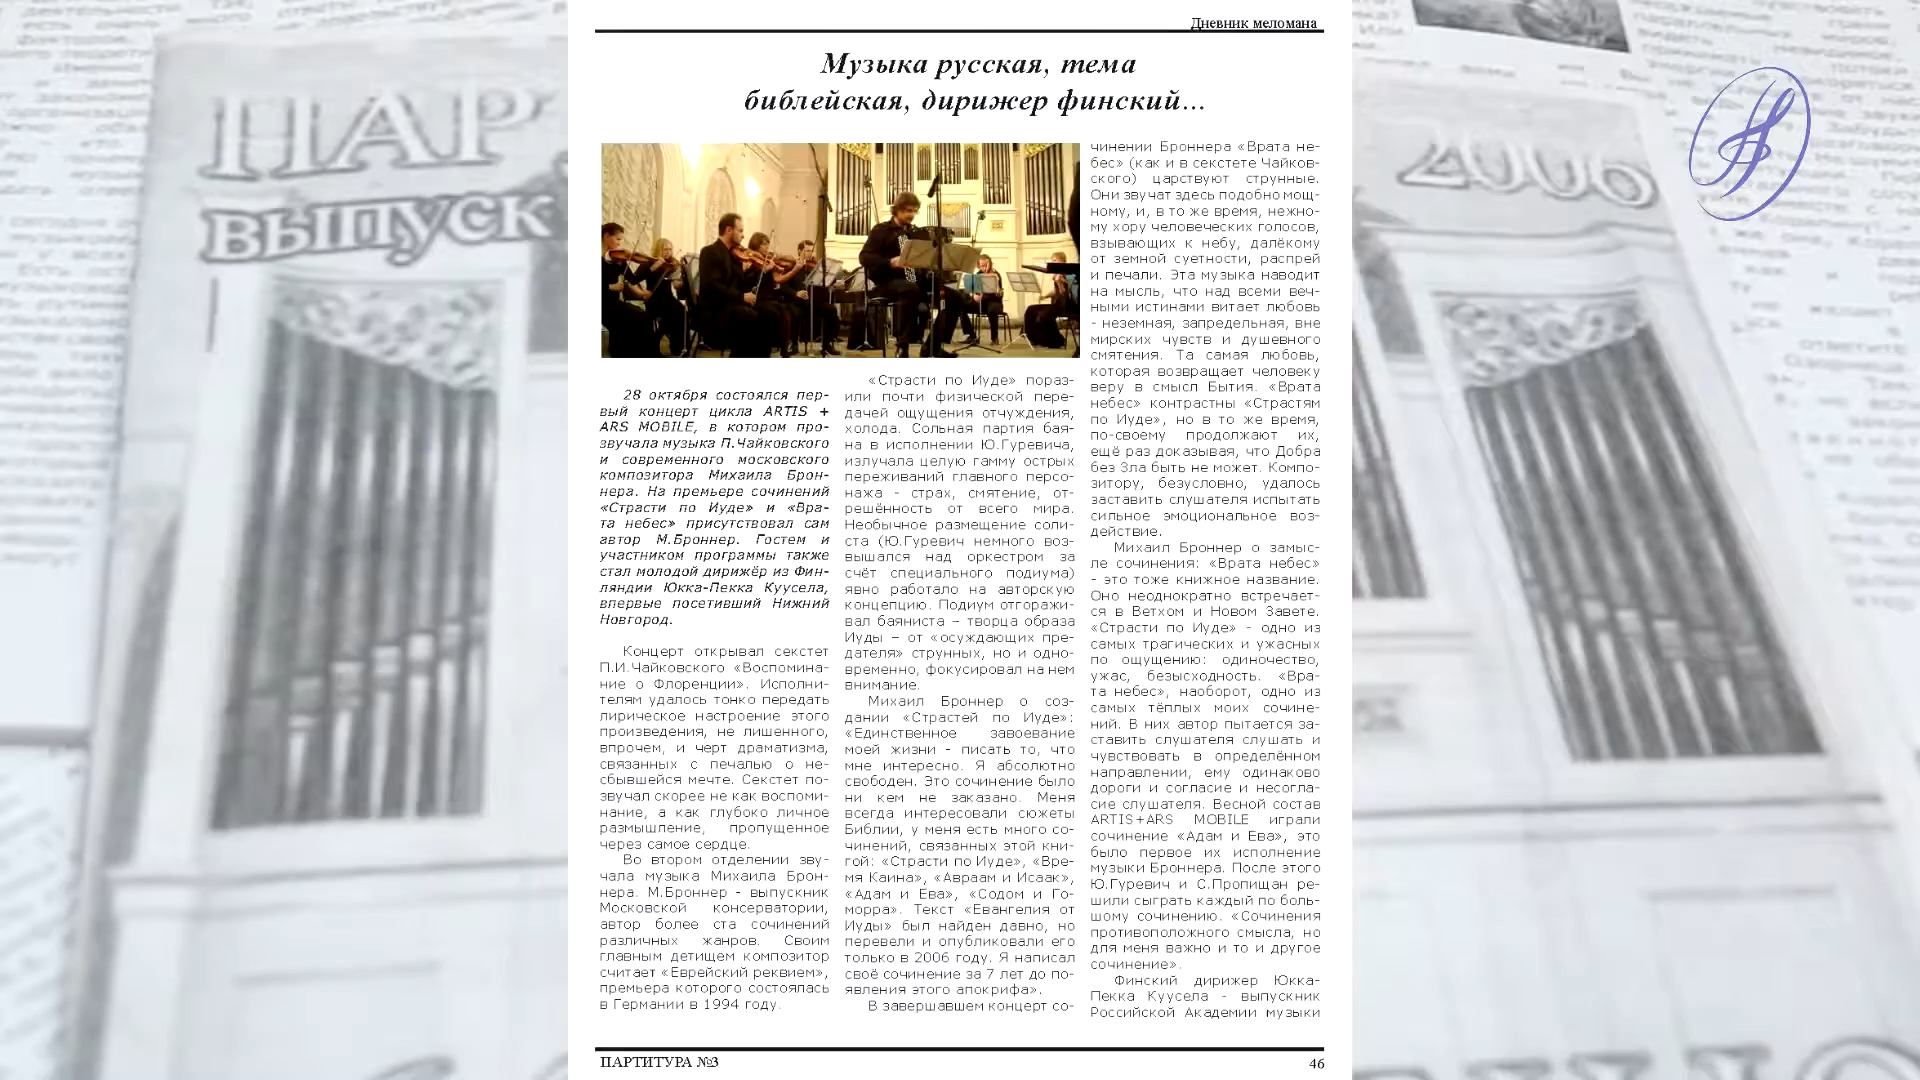 ПАР
ВЫПУСК
2006
Дневник меломана
Музыка русская, тема
библейская, дирижер финский...
28 октября состоялся пер-
вый концерт цикла ARTIS +
ARS MOBILE, в котором про-
звучала музыка П.Чайковского
и современного московского
композитора Михаила Брон-
нера. На премьере сочинений
«Страсти по Иуде» и «Вра-
та небес» присутствовал сам
автор М.Броннер. Гостем и
участником программы также
стал молодой дирижёр из Фин-
ляндии Юкка-Пекка Куусела,
впервые посетивший Нижний
Новгород.
Концерт открывал секстет
П.И.Чайковского «Воспомина-
ние о Флоренции». Исполни-
телям удалось тонко передать
лирическое настроение этого
произведения, не лишенного,
впрочем, и черт драматизма,
связанных с печалью о не-
сбывшейся мечте. Секстет по-
звучал скорее не как воспоми-
нание, а как глубоко личное
размышление, пропущенное
через самое сердце.
Во втором отделении зву-
чала музыка Михаила Брон-
нера. М.Броннер - выпускник
Московской консерватории,
автор более ста сочинений
различных жанров. Своим
главным детищем композитор
считает «Еврейский реквием»,
премьера которого состоялась
в Германии в 1994 году.
«Страсти по Иуде» пораз-
или почти физической пере-
дачей ощущения отчуждения,
холода. Сольная партия бая-
на в исполнении Ю.Гуревича,
излучала целую гамму острых
переживаний главного персо-
нажа - страх, смятение, от-
решённость от всего мира.
Необычное размещение соли-
ста (Ю.Гуревич немного воз-
вышался над оркестром за
счёт специального подиума)
явно работало на авторскую
концепцию. Подиум отгоражи-
вал баяниста – творца образа
Иуды – от «осуждающих пре-
дателя» струнных, но и одно-
временно, фокусировал на нем
внимание.
Михаил Броннер о соз-
дании «Страстей по Иуде»:
«Единственное завоевание
моей жизни - писать то, что
мне интересно. Я абсолютно
свободен. Это сочинение было
ни кем не заказано. Меня
всегда интересовали сюжеты
Библии, у меня есть много со-
чинений, связанных этой кни-
гой: «Страсти по Иуде», «Вре-
мя Каина», «Авраам и Исаак»,
«Адам и Ева», «Содом и Го-
морра». Текст «Евангелия от
Иуды» был найден давно, но
перевели и опубликовали его
только в 2006 году. Я написал
своё сочинение за 7 лет до по-
явления этого апокрифа».
В завершавшем концерт со-
чинении Броннера «Врата не-
бес» (как и в секстете Чайков-
ского) царствуют струнные.
Они звучат здесь подобно мощ-
ному, и, в то же время, нежно-
му хору человеческих голосов,
взывающих к небу, далёкому
от земной суетности, распрей
и печали. Эта музыка наводит
на мысль, что над всеми веч-
ными истинами витает любовь
- неземная, запредельная, вне
мирских чувств и душевного
смятения. Та самая любовь,
которая возвращает человеку
веру в смысл Бытия. «Врата
небес» контрастны «Страстям
по Иуде», но в то же время,
по-своему продолжают их,
ещё раз доказывая, что Добра
без Зла быть не может. Компо-
зитору, безусловно, удалось
заставить слушателя испытать
сильное эмоциональное воз-
действие.
Михаил Броннер о замыс-
ле сочинения: «Врата небес»
- это тоже книжное название.
Оно неоднократно встречает-
ся в Ветхом и Новом Завете.
«Страсти по Иуде» - одно из
самых трагических и ужасных
по ощущению: одиночество,
ужас, безысходность. «Вра-
та небес», наоборот, одно из
самых тёплых моих сочине-
ний. В них автор пытается за-
ставить слушателя слушать и
чувствовать в определённом
направлении, ему одинаково
дороги и согласие и несогла-
сие слушателя. Весной состав
ARTIS+ARS MOBILE играли
сочинение «Адам и Ева», это
было первое их исполнение
музыки Броннера. После этого
Ю.Гуревич и С.Пропищан ре-
шили сыграть каждый по боль-
шому сочинению. «Сочинения
противоположного смысла, но
для меня важно и то и другое
сочинение».
Финский дирижер Юкка-
Пекка Куусела - выпускник
Российской Академии музыки
ПАРТИТУРА №3
46